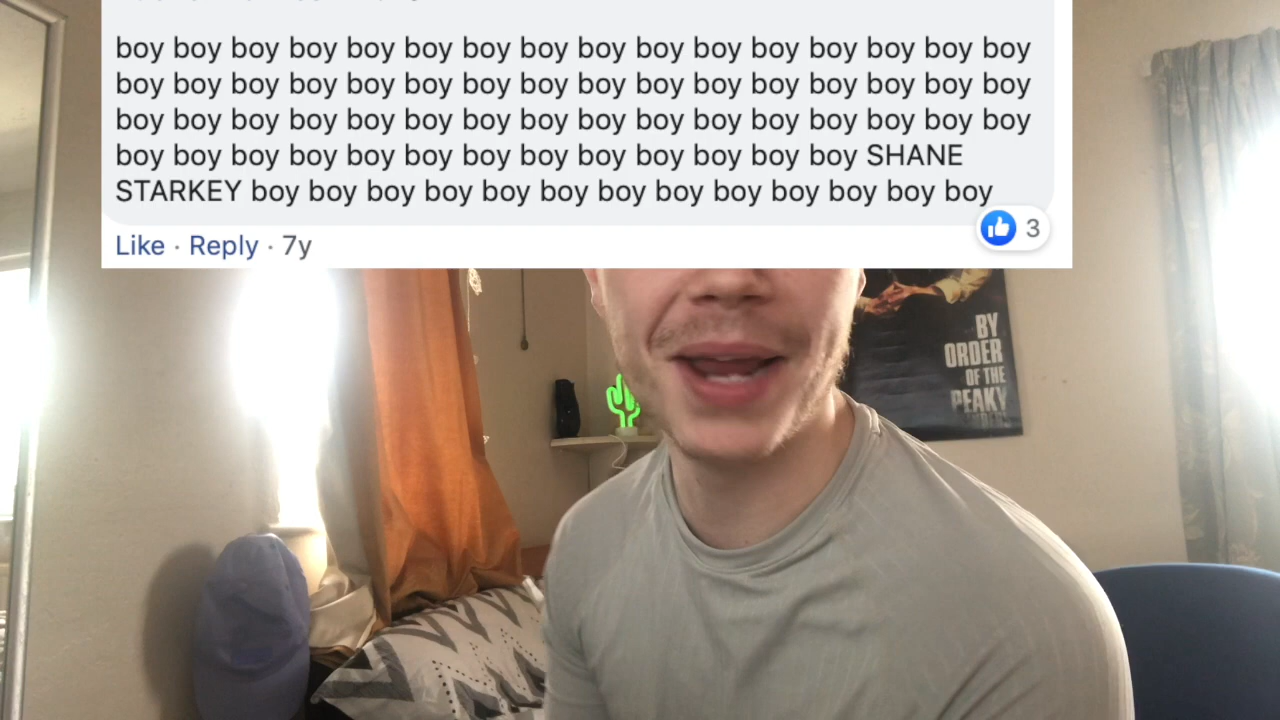 boy boy boy boy boy boy boy boy boy boy boy boy boy boy boy boy
boy boy boy boy boy boy boy boy boy boy boy boy boy boy boy boy
boy boy boy boy boy boy boy boy boy boy boy boy boy boy boy boy
boy boy boy boy boy boy boy boy boy boy boy boy boy SHANE
STARKEY boy boy boy boy boy boy boy boy boy boy boy boy boy
3
Like · Reply · 7y
BY
ORDER
OF THE
PEAKY